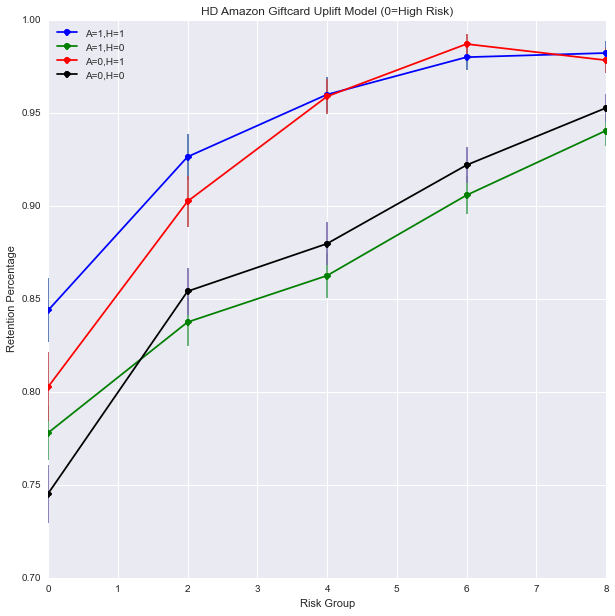 HD Amazon Giftcard Uplift Model (0=High Risk)
A=1,H=1
A=1,H=0
A=0,H=1
A=0,H=0
1.00
0.95
0.90
0.85
0.80
0.75
0.70
Retention Percentage
0 1 2 3 4 5 6 7 8
Risk Group